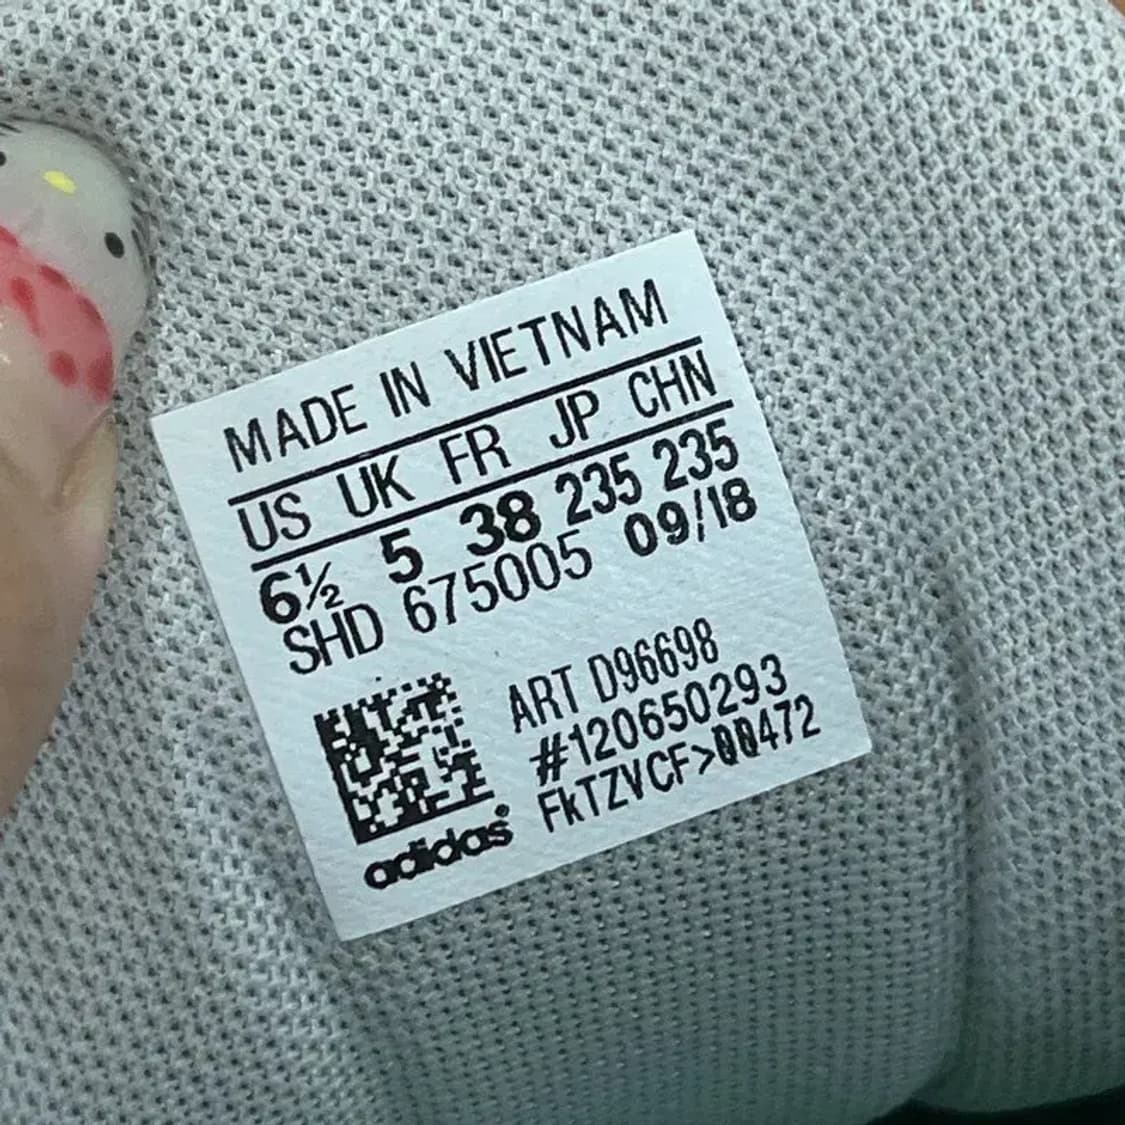 MADE IN VIETNAM
US UK FR JP CHN
6½ 5 38 235 235
SHD 675005 09/18
ART D96698
#120650293
FkTZVCF>00472
adidas®